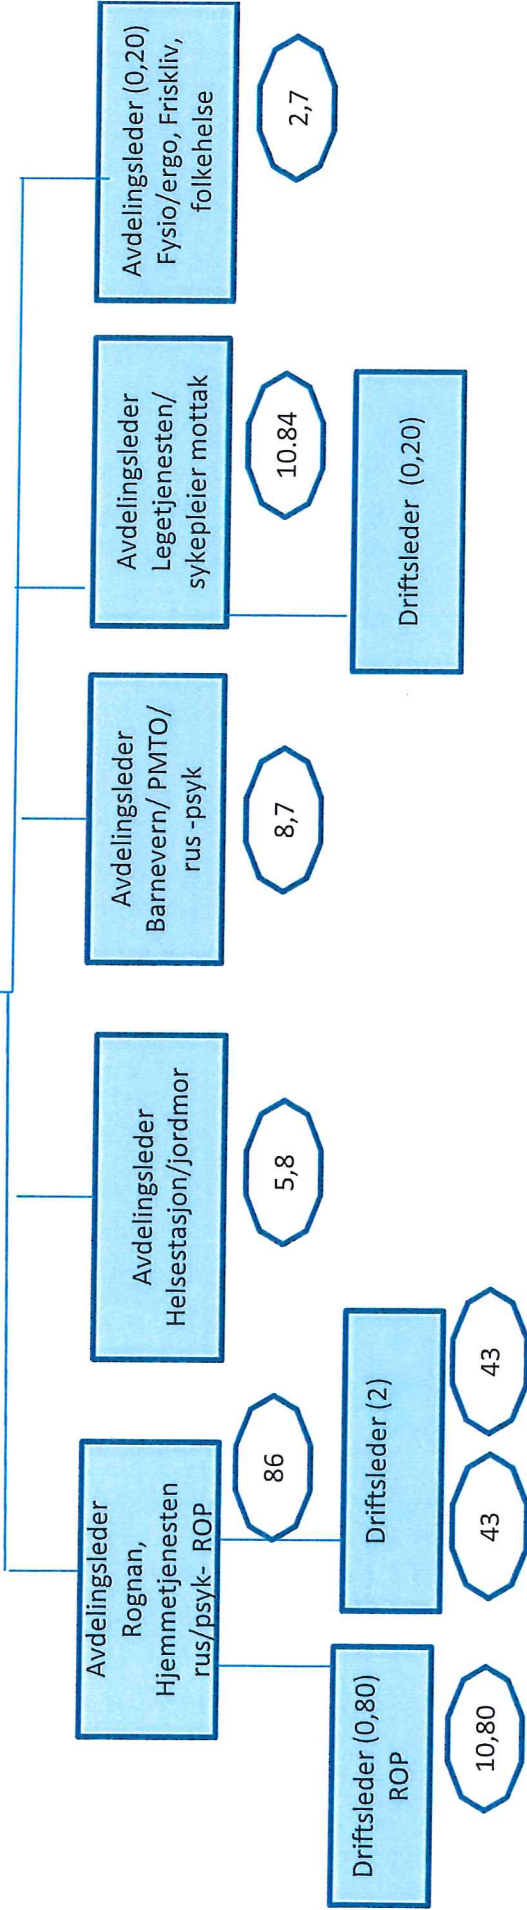 Avdelingsleder
Rognan,
Hjemmetjenesten
rus/psyk- ROP
86
Driftsleder (0,80)
ROP
10,80
Driftsleder (2)
43
43
Avdelingsleder
Helsestasjon/jordmor
5,8
Avdelingsleder
Barnevern/ PMTO/
rus -psyk
8,7
Avdelingsleder
Legetjenesten/
sykepleier mottak
10.84
Driftsleder (0,20)
Avdelingsleder (0,20)
Fysio/ergo, Friskliv,
folkehelse
2,7